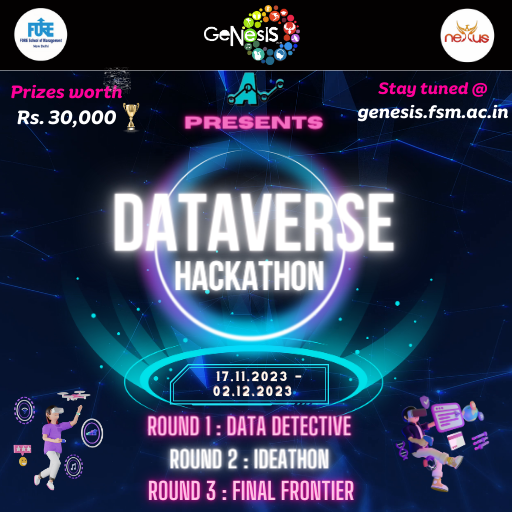 FORE
FORE School of Management
New Delhi
GeNesIS
neXus
Prizes worth
Rs. 30,000
Stay tuned @
genesis.fsm.ac.in
PRESENTS
DATAVERSE
HACKATHON
17.11.2023 –
02.12.2023
ROUND 1 : DATA DETECTIVE
ROUND 2 : IDEATHON
ROUND 3 : FINAL FRONTIER